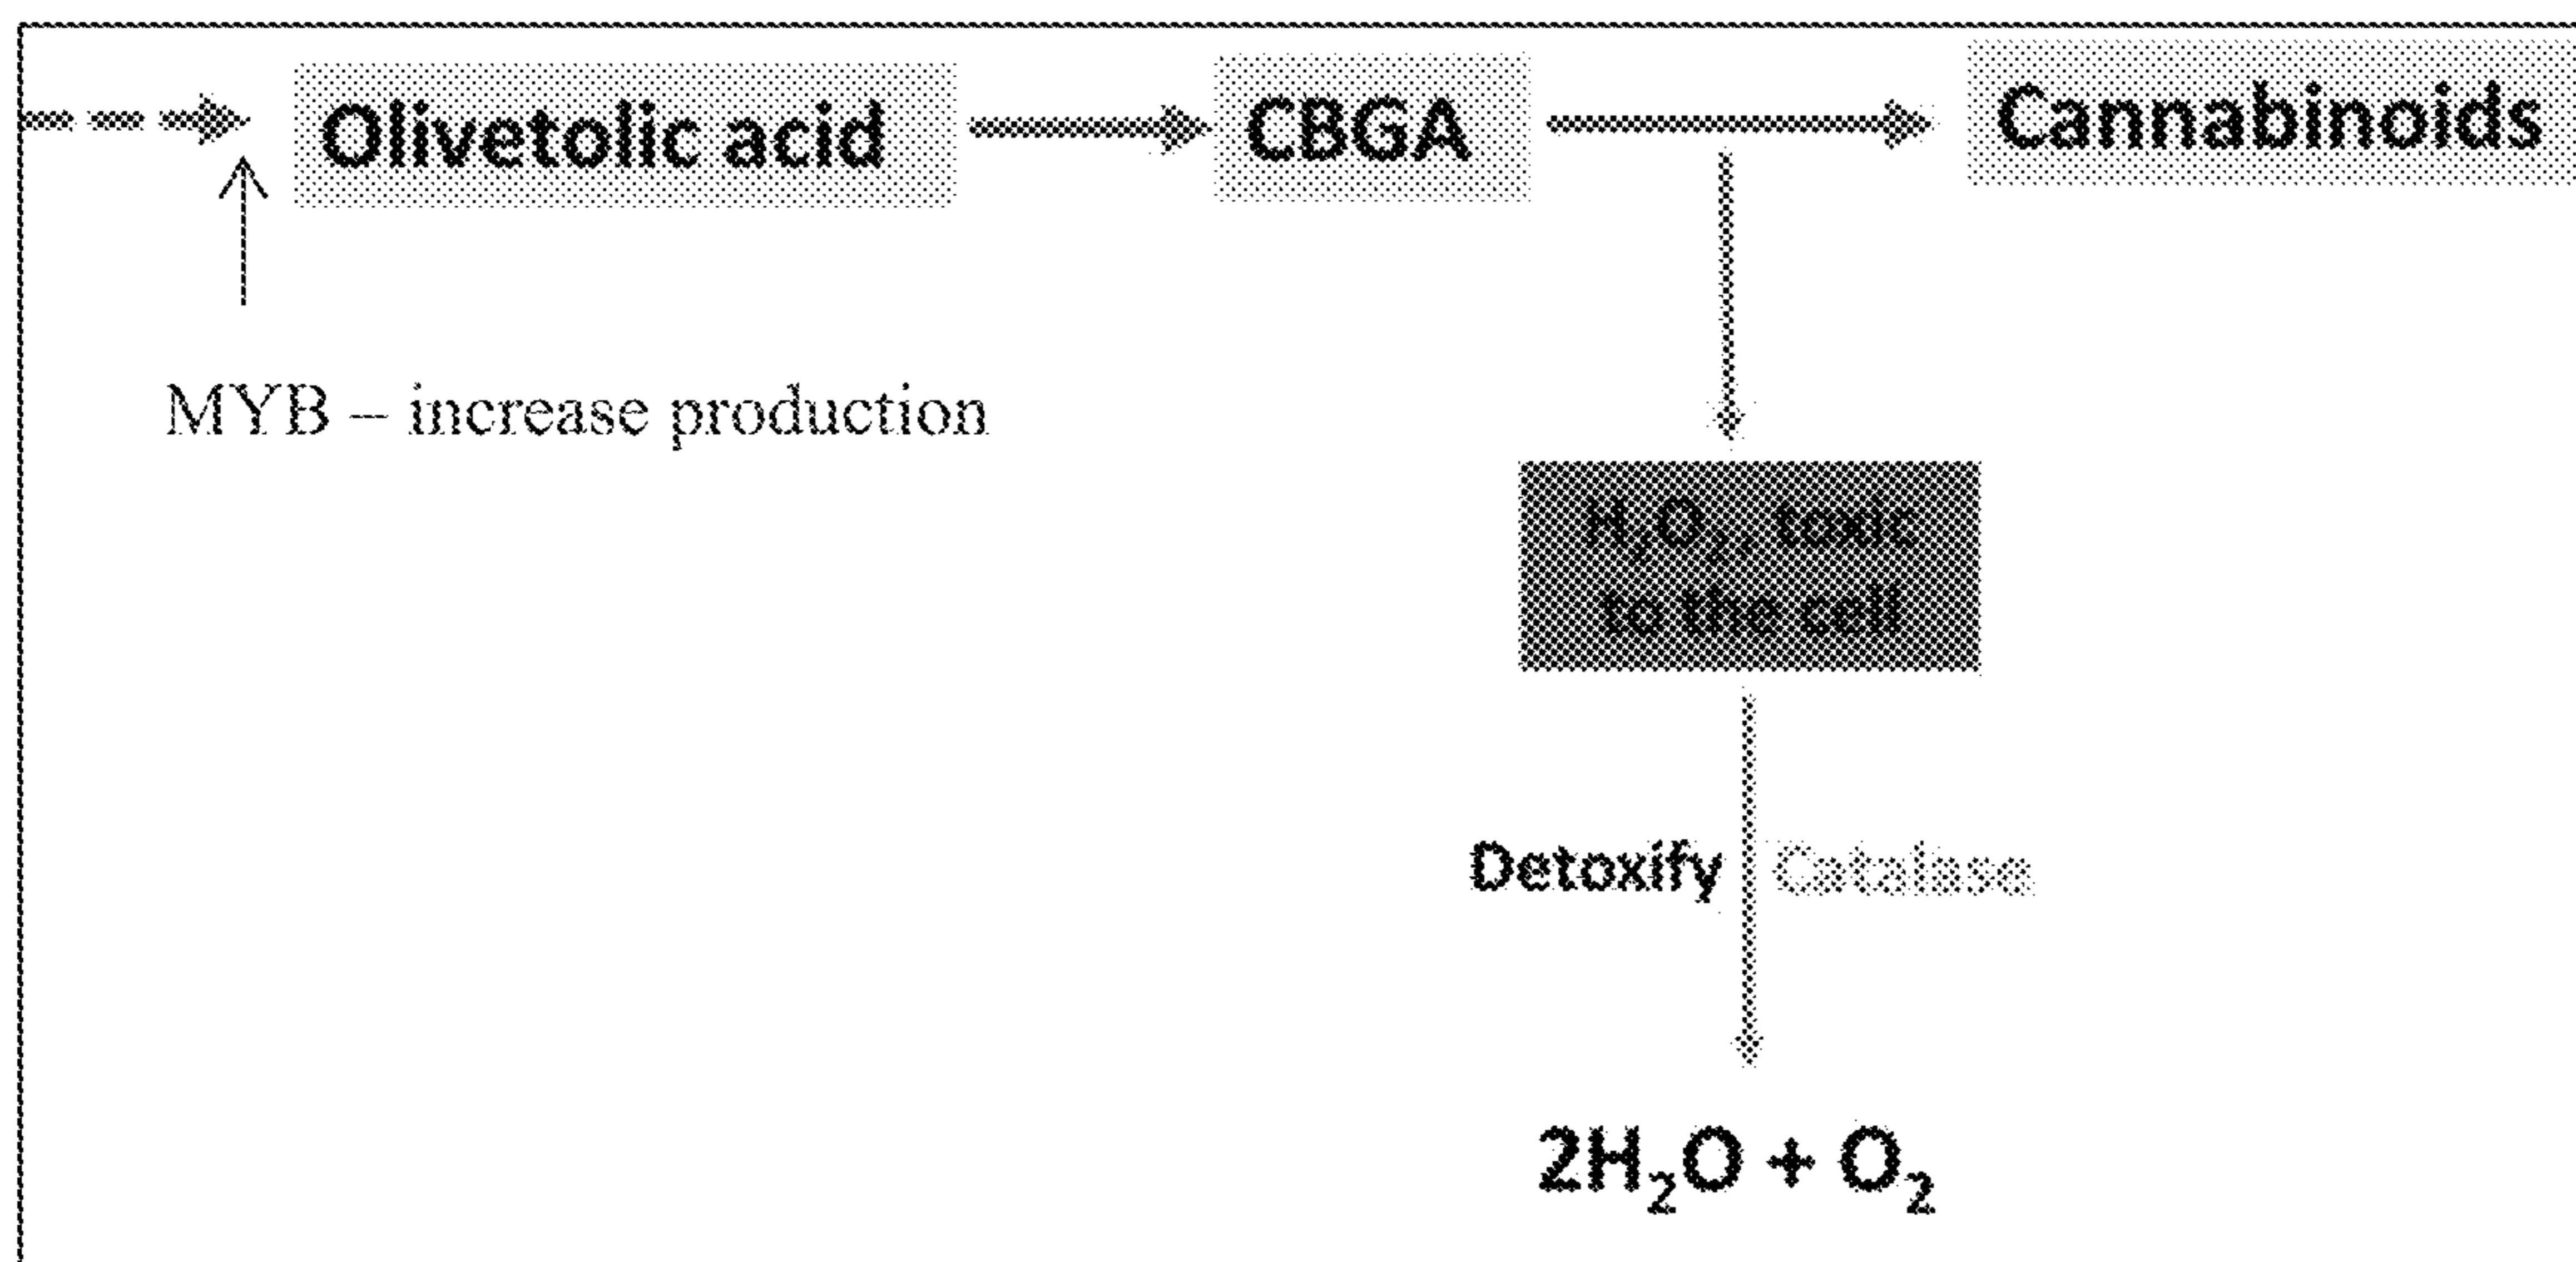 Olivetolic acid
CBGA
Cannabinoids
MYB – increase production
H₂O₂, toxic
to the cell
Detoxify
Catalase
2H₂O + O₂